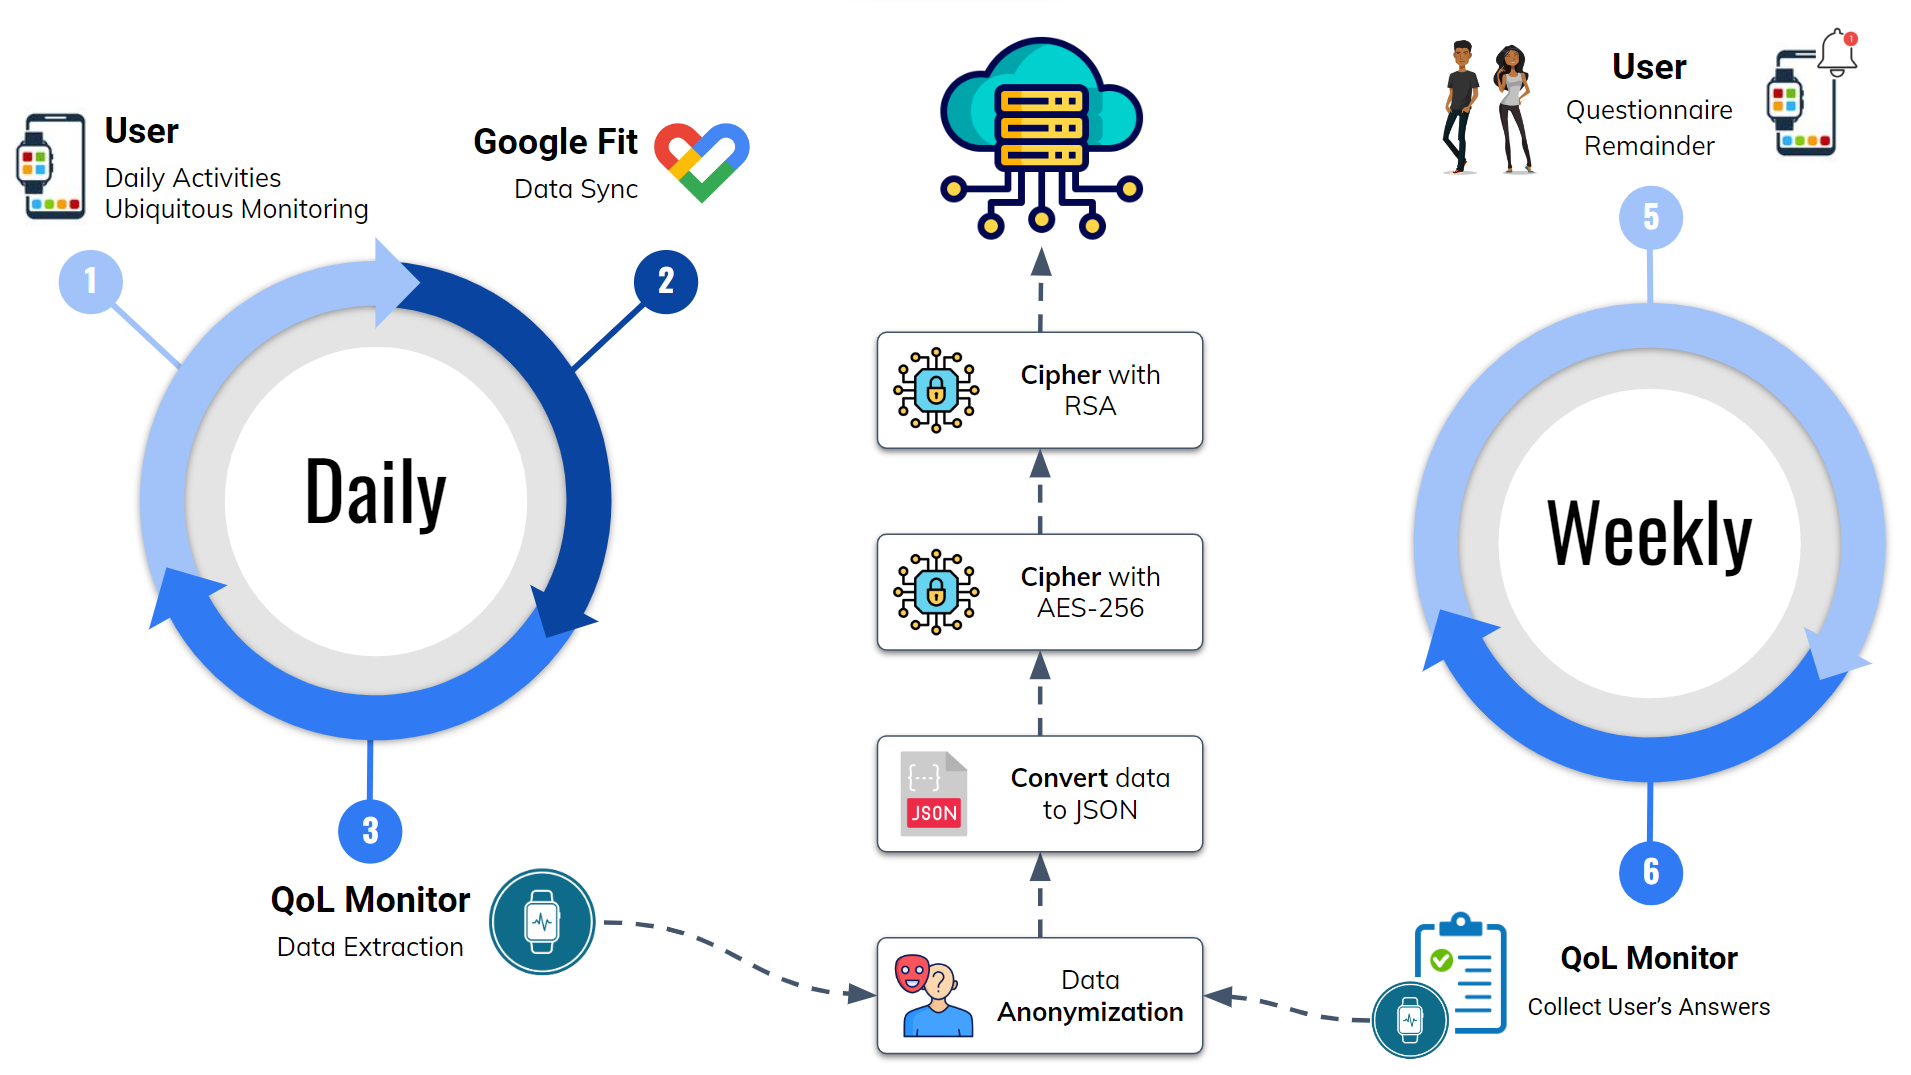 User
Daily Activities
Ubiquitous Monitoring
1
Google Fit
Data Sync
2
Daily
3
QoL Monitor
Data Extraction
Cipher with
RSA
Cipher with
AES-256
{---}
JSON
Convert data
to JSON
?
Data
Anonymization
User
Questionnaire
Remainder
1
5
Weekly
6
QoL Monitor
Collect User's Answers